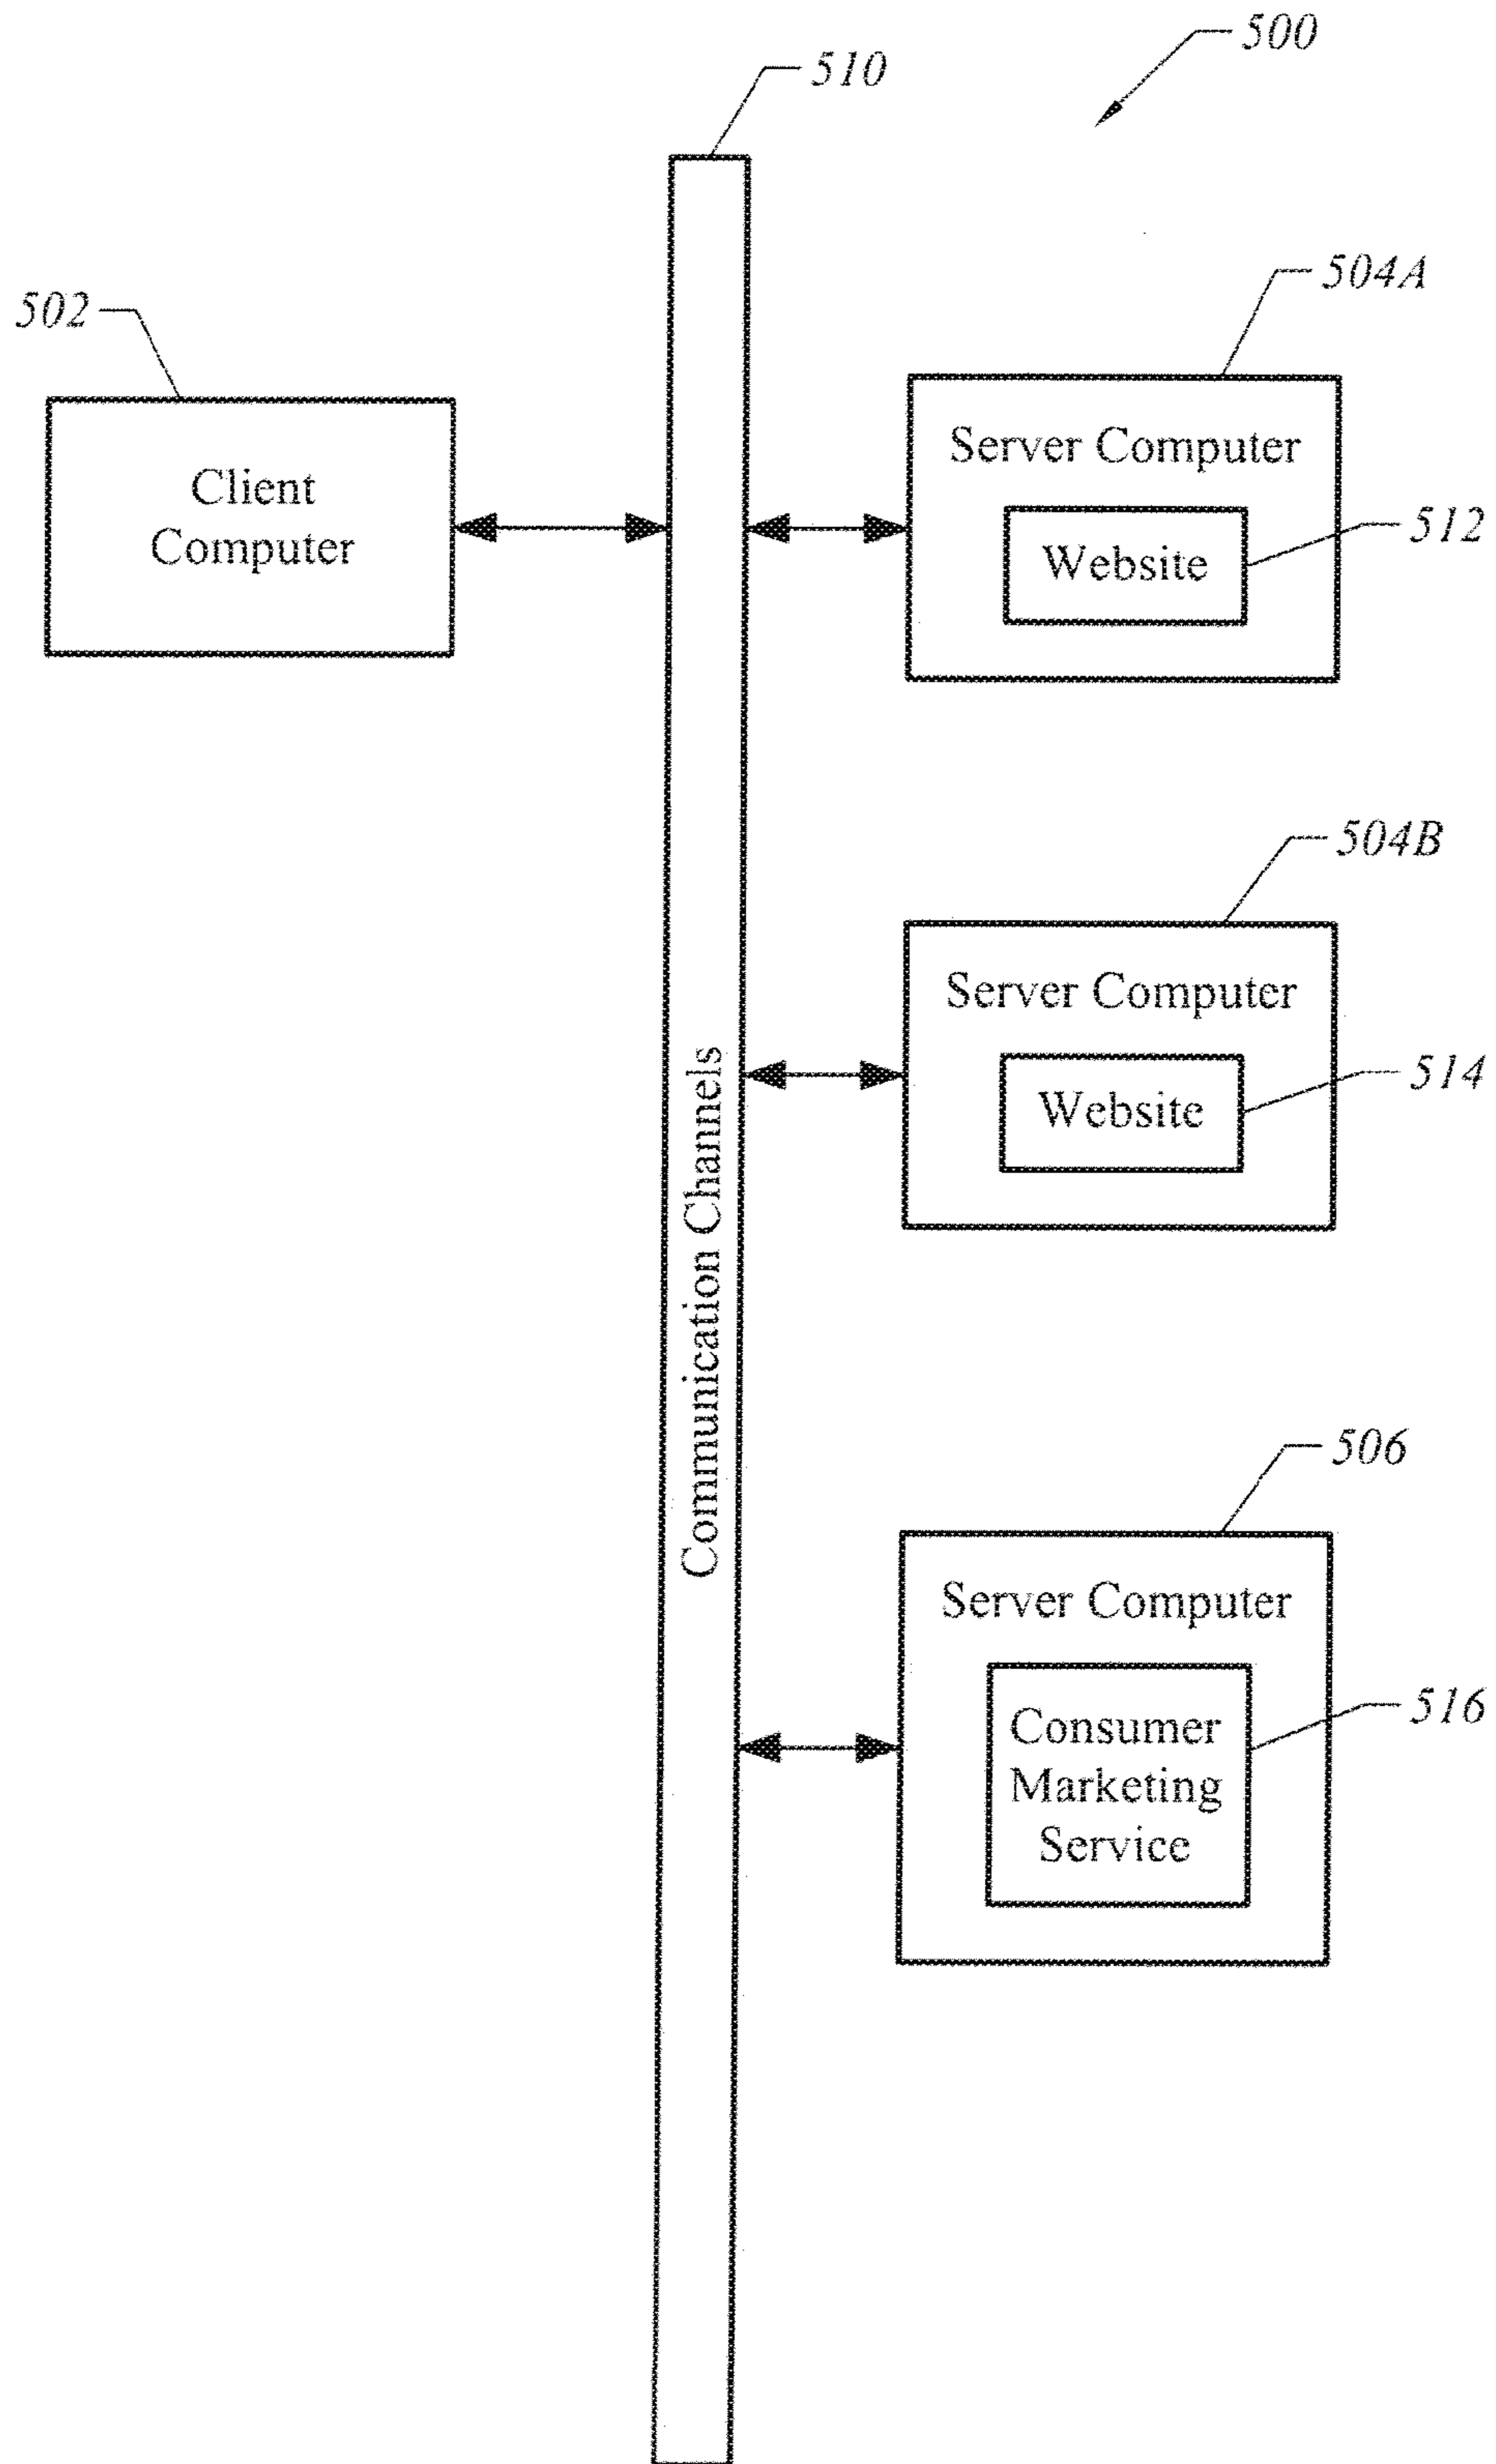 500
510
504A
502
Server Computer
Client
Computer
512
Website
504B
Server Computer
514
Website
Communication Channels
506
Server Computer
516
Consumer
Marketing
Service